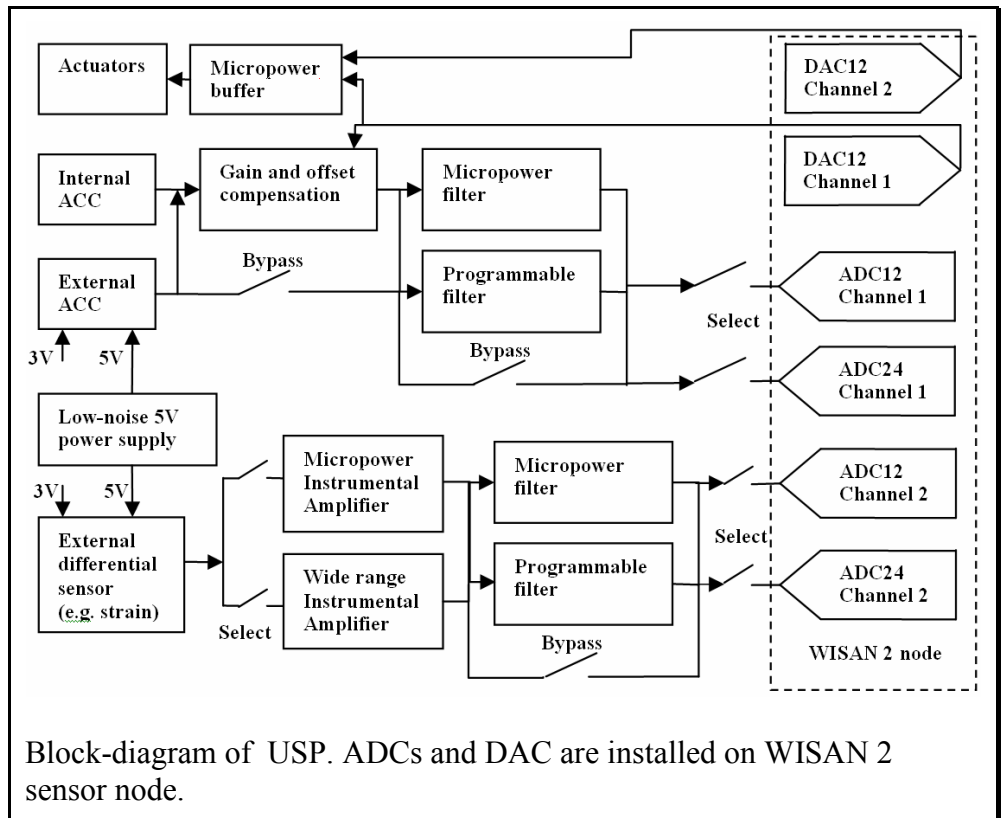 Actuators
Micropower
buffer
DAC12
Channel 2
Internal
ACC
Gain and offset
compensation
Micropower
filter
DAC12
Channel 1
External
ACC
Bypass
Programmable
filter
Select
ADC12
Channel 1
3V
5V
Bypass
ADC24
Channel 1
Low-noise 5V
power supply
Micropower
Instrumental
Amplifier
Micropower
filter
ADC12
Channel 2
3V
5V
External
differential
sensor
(e.g. strain)
Select
Wide range
Instrumental
Amplifier
Programmable
filter
Select
ADC24
Channel 2
Bypass
WISAN 2 node
Block-diagram of USP. ADCs and DAC are installed on WISAN 2
sensor node.